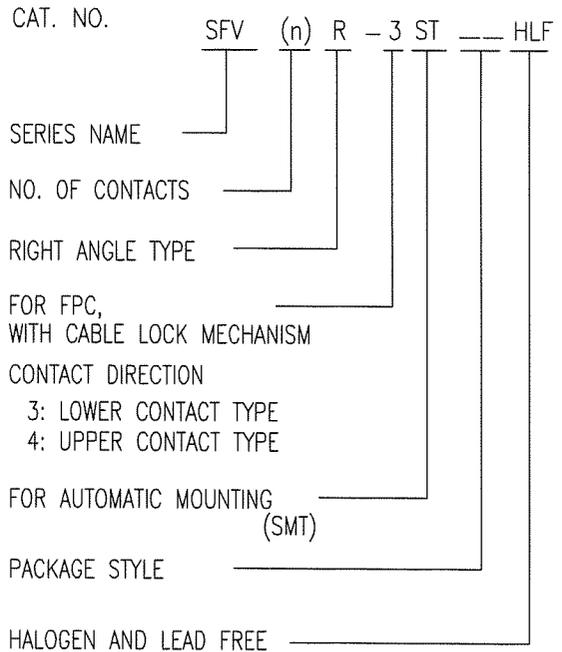 CAT. NO.
SFV (n) R - 3 ST __ HLF
SERIES NAME
NO. OF CONTACTS
RIGHT ANGLE TYPE
FOR FPC,
WITH CABLE LOCK MECHANISM
CONTACT DIRECTION
3: LOWER CONTACT TYPE
4: UPPER CONTACT TYPE
FOR AUTOMATIC MOUNTING
(SMT)
PACKAGE STYLE
HALOGEN AND LEAD FREE